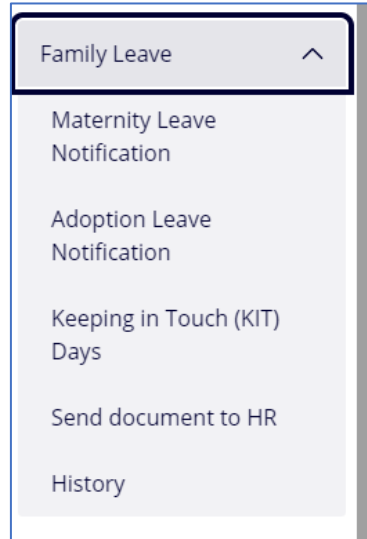 Family Leave
Maternity Leave
Notification
Adoption Leave
Notification
Keeping in Touch (KIT)
Days
Send document to HR
History